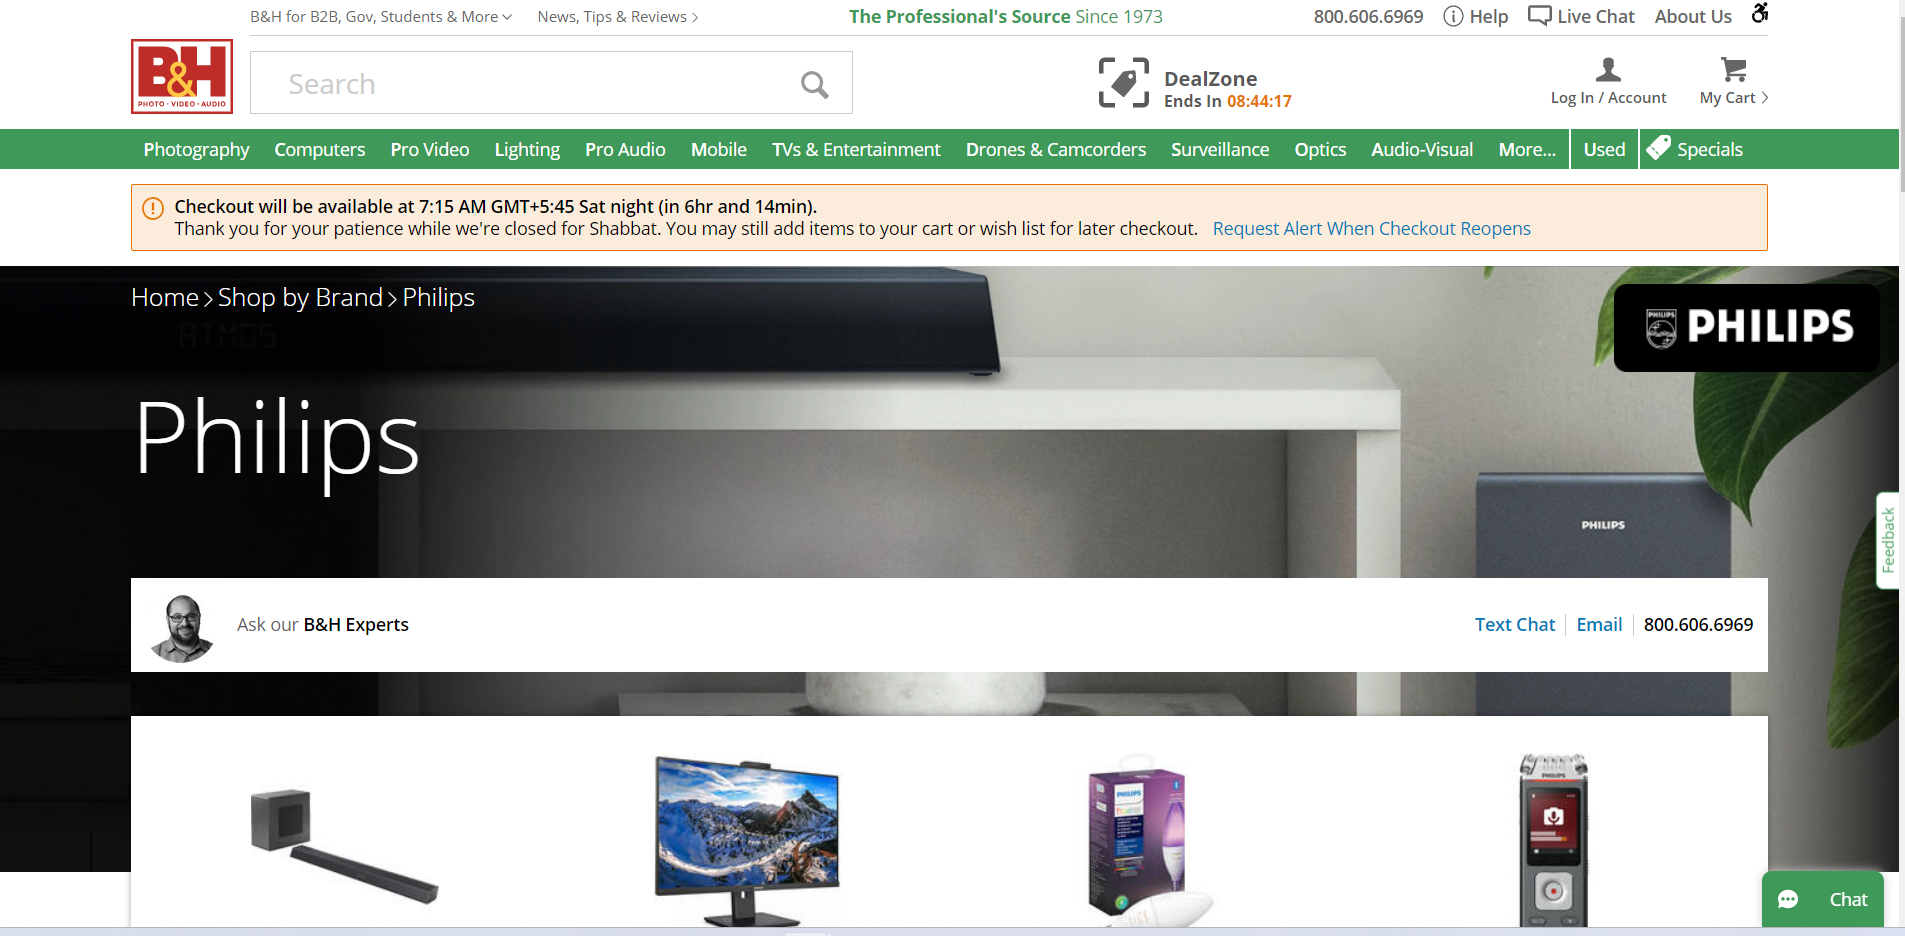 B&H for B2B, Gov, Students & More
News, Tips & Reviews
The Professional's Source Since 1973
800.606.6969
Help
Live Chat
About Us
B&H
PHOTO · VIDEO · AUDIO
Search
DealZone
Ends In 08:44:17
Log In / Account
My Cart
Photography
Computers
Pro Video
Lighting
Pro Audio
Mobile
TVs & Entertainment
Drones & Camcorders
Surveillance
Optics
Audio-Visual
More...
Used
Specials
Checkout will be available at 7:15 AM GMT+5:45 Sat night (in 6hr and 14min).
Thank you for your patience while we're closed for Shabbat. You may still add items to your cart or wish list for later checkout. Request Alert When Checkout Reopens
Home > Shop by Brand > Philips
ATMOS
PHILIPS
PHILIPS
Philips
PHILIPS
Feedback
Ask our B&H Experts
Text Chat
Email
800.606.6969
PHILIPS
hue
PHILIPS
Chat